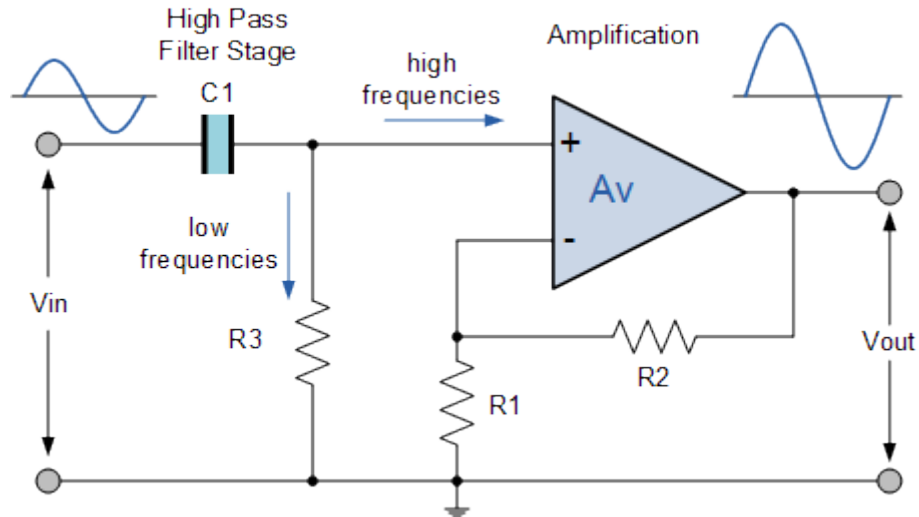 High Pass
Filter Stage
C1
high
frequencies
Amplification
+
Av
-
low
frequencies
Vin
R3
R1
R2
Vout